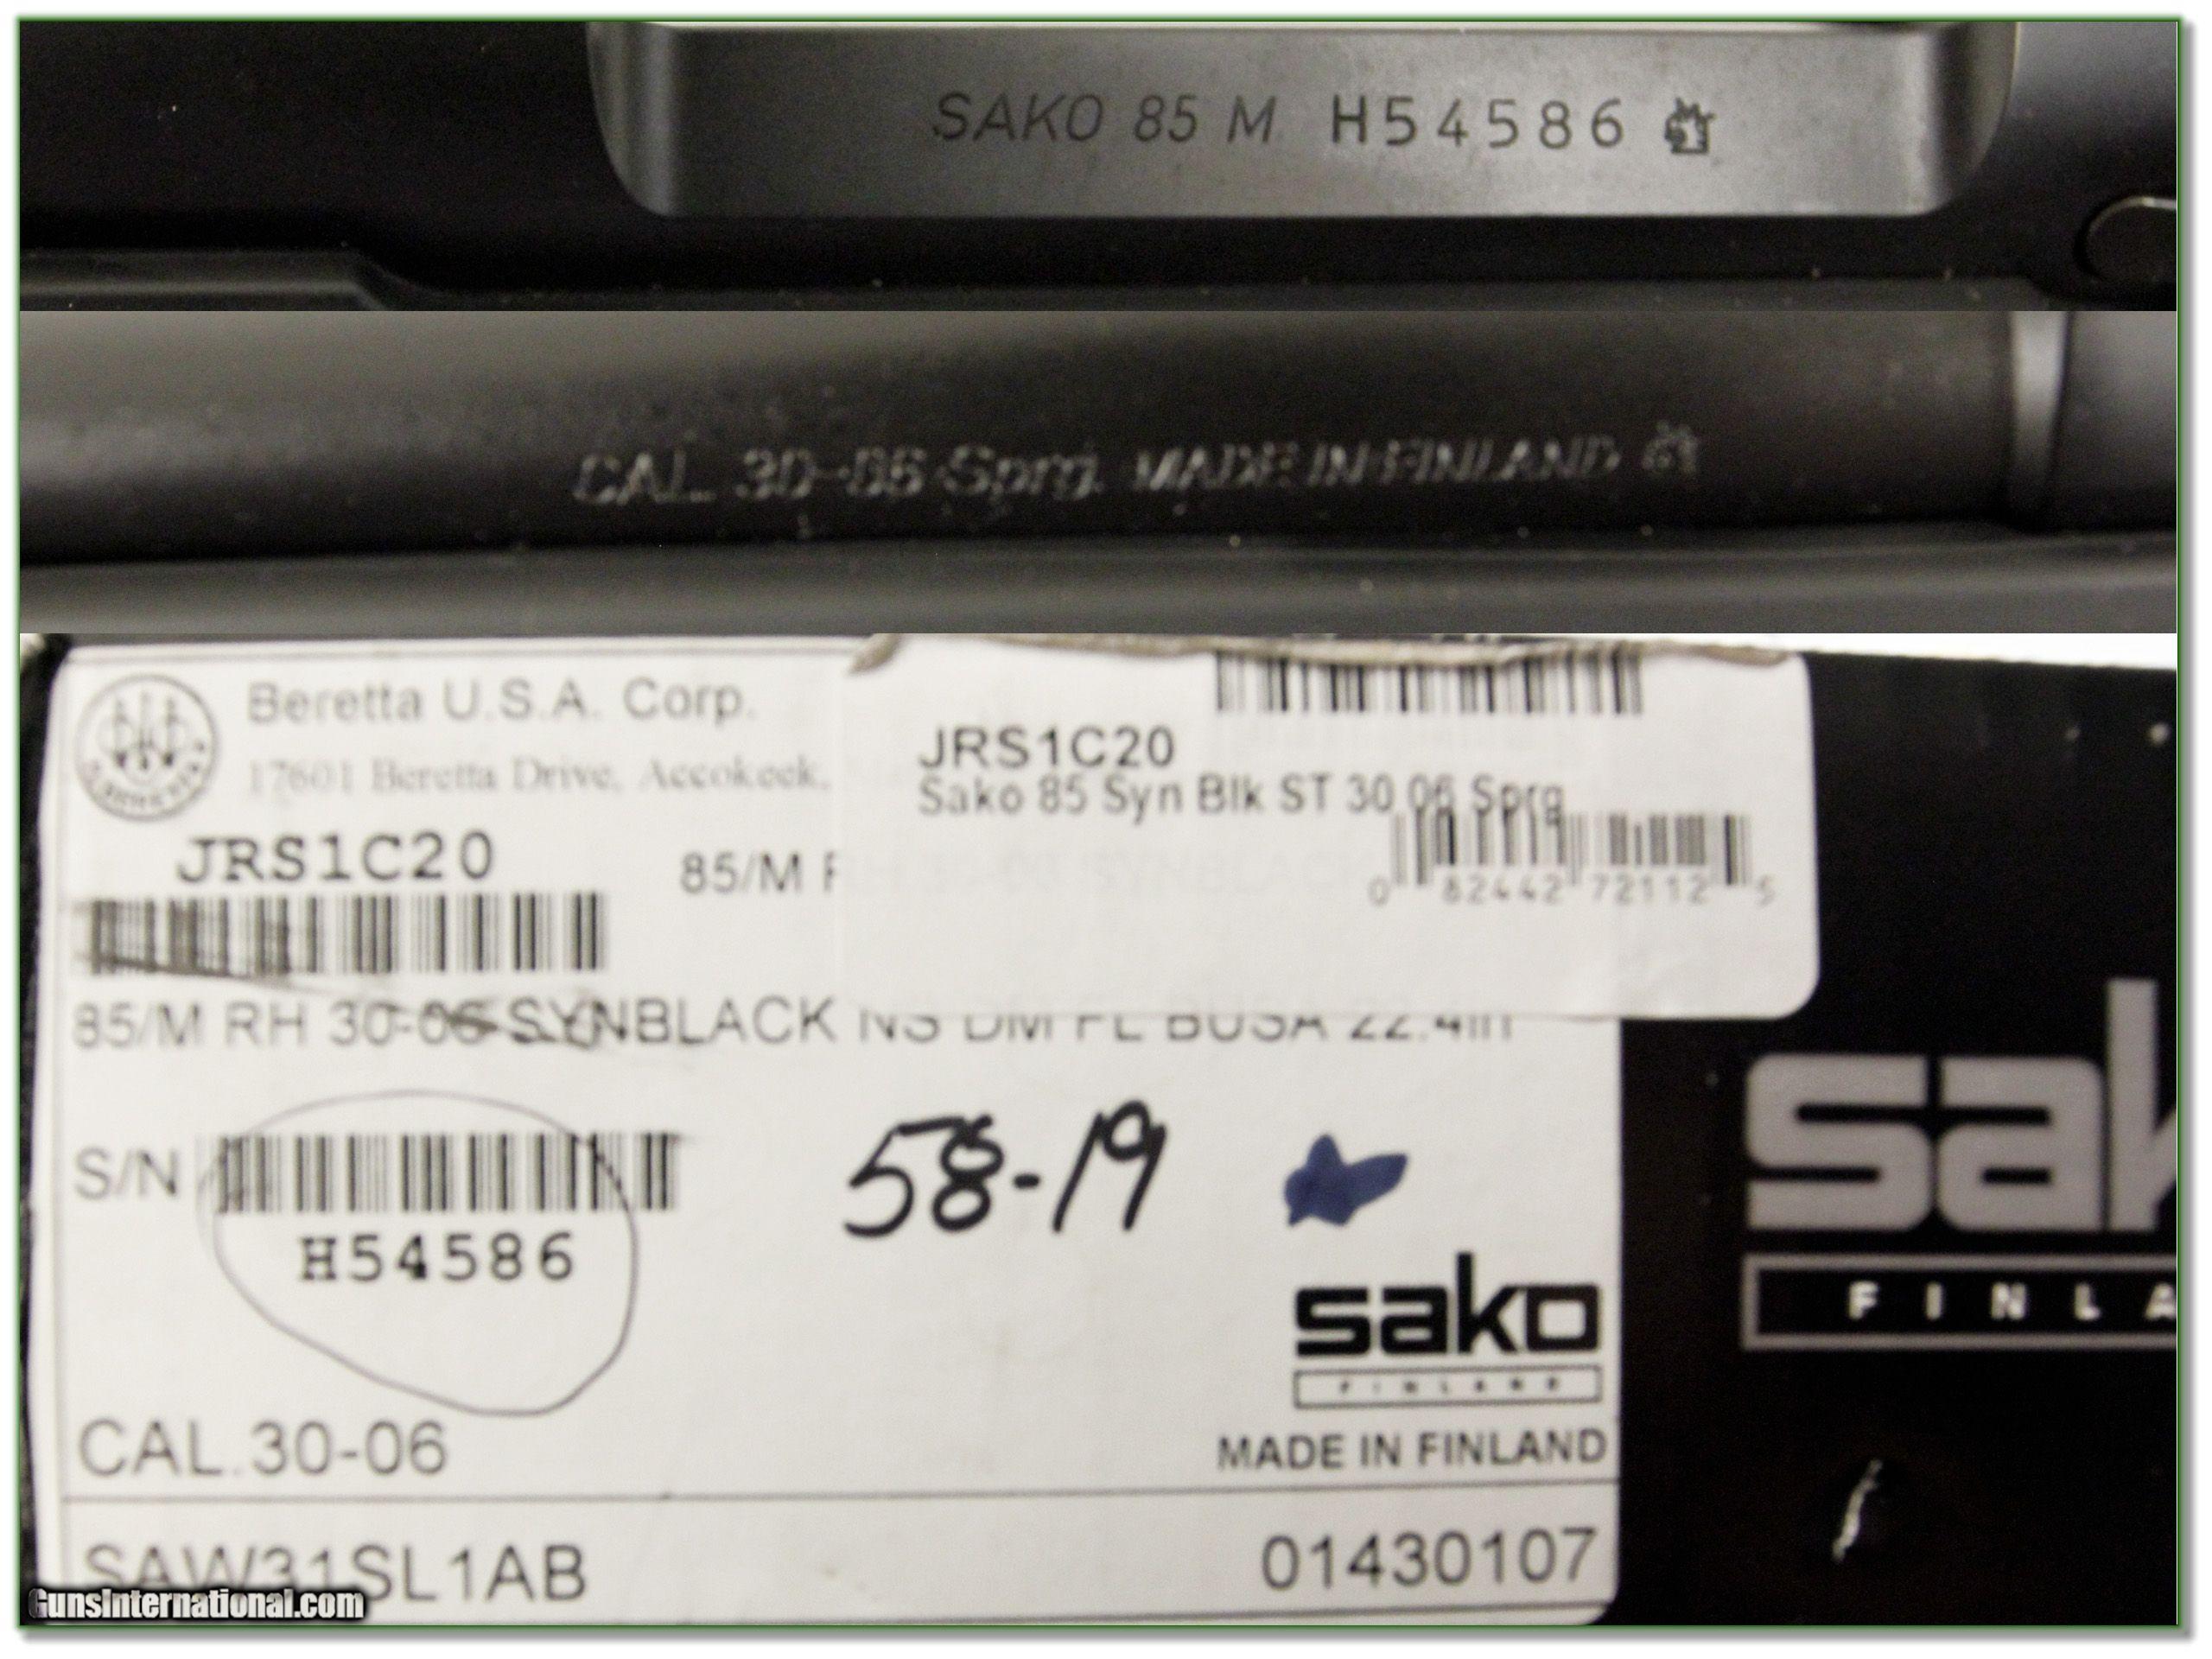 SAKO 85 M H54586
CAL. 30-06 Sprg. MADE IN FINLAND
Beretta U.S.A. Corp.
17601 Beretta Drive, Accokeek,
JRS1C20
85/M
JRS1C20
Sako 85 Syn Blk ST 30 06 Sprg
0 82442 72112 5
85/M RH 30-06 SYNBLACK NS DM FL BUSA 22.4in
S/N
H54586
58-19
sako
FINLAND
MADE IN FINLAND
CAL.30-06
SAW31SL1AB
01430107
sak
FINLA
GunsInternational.com